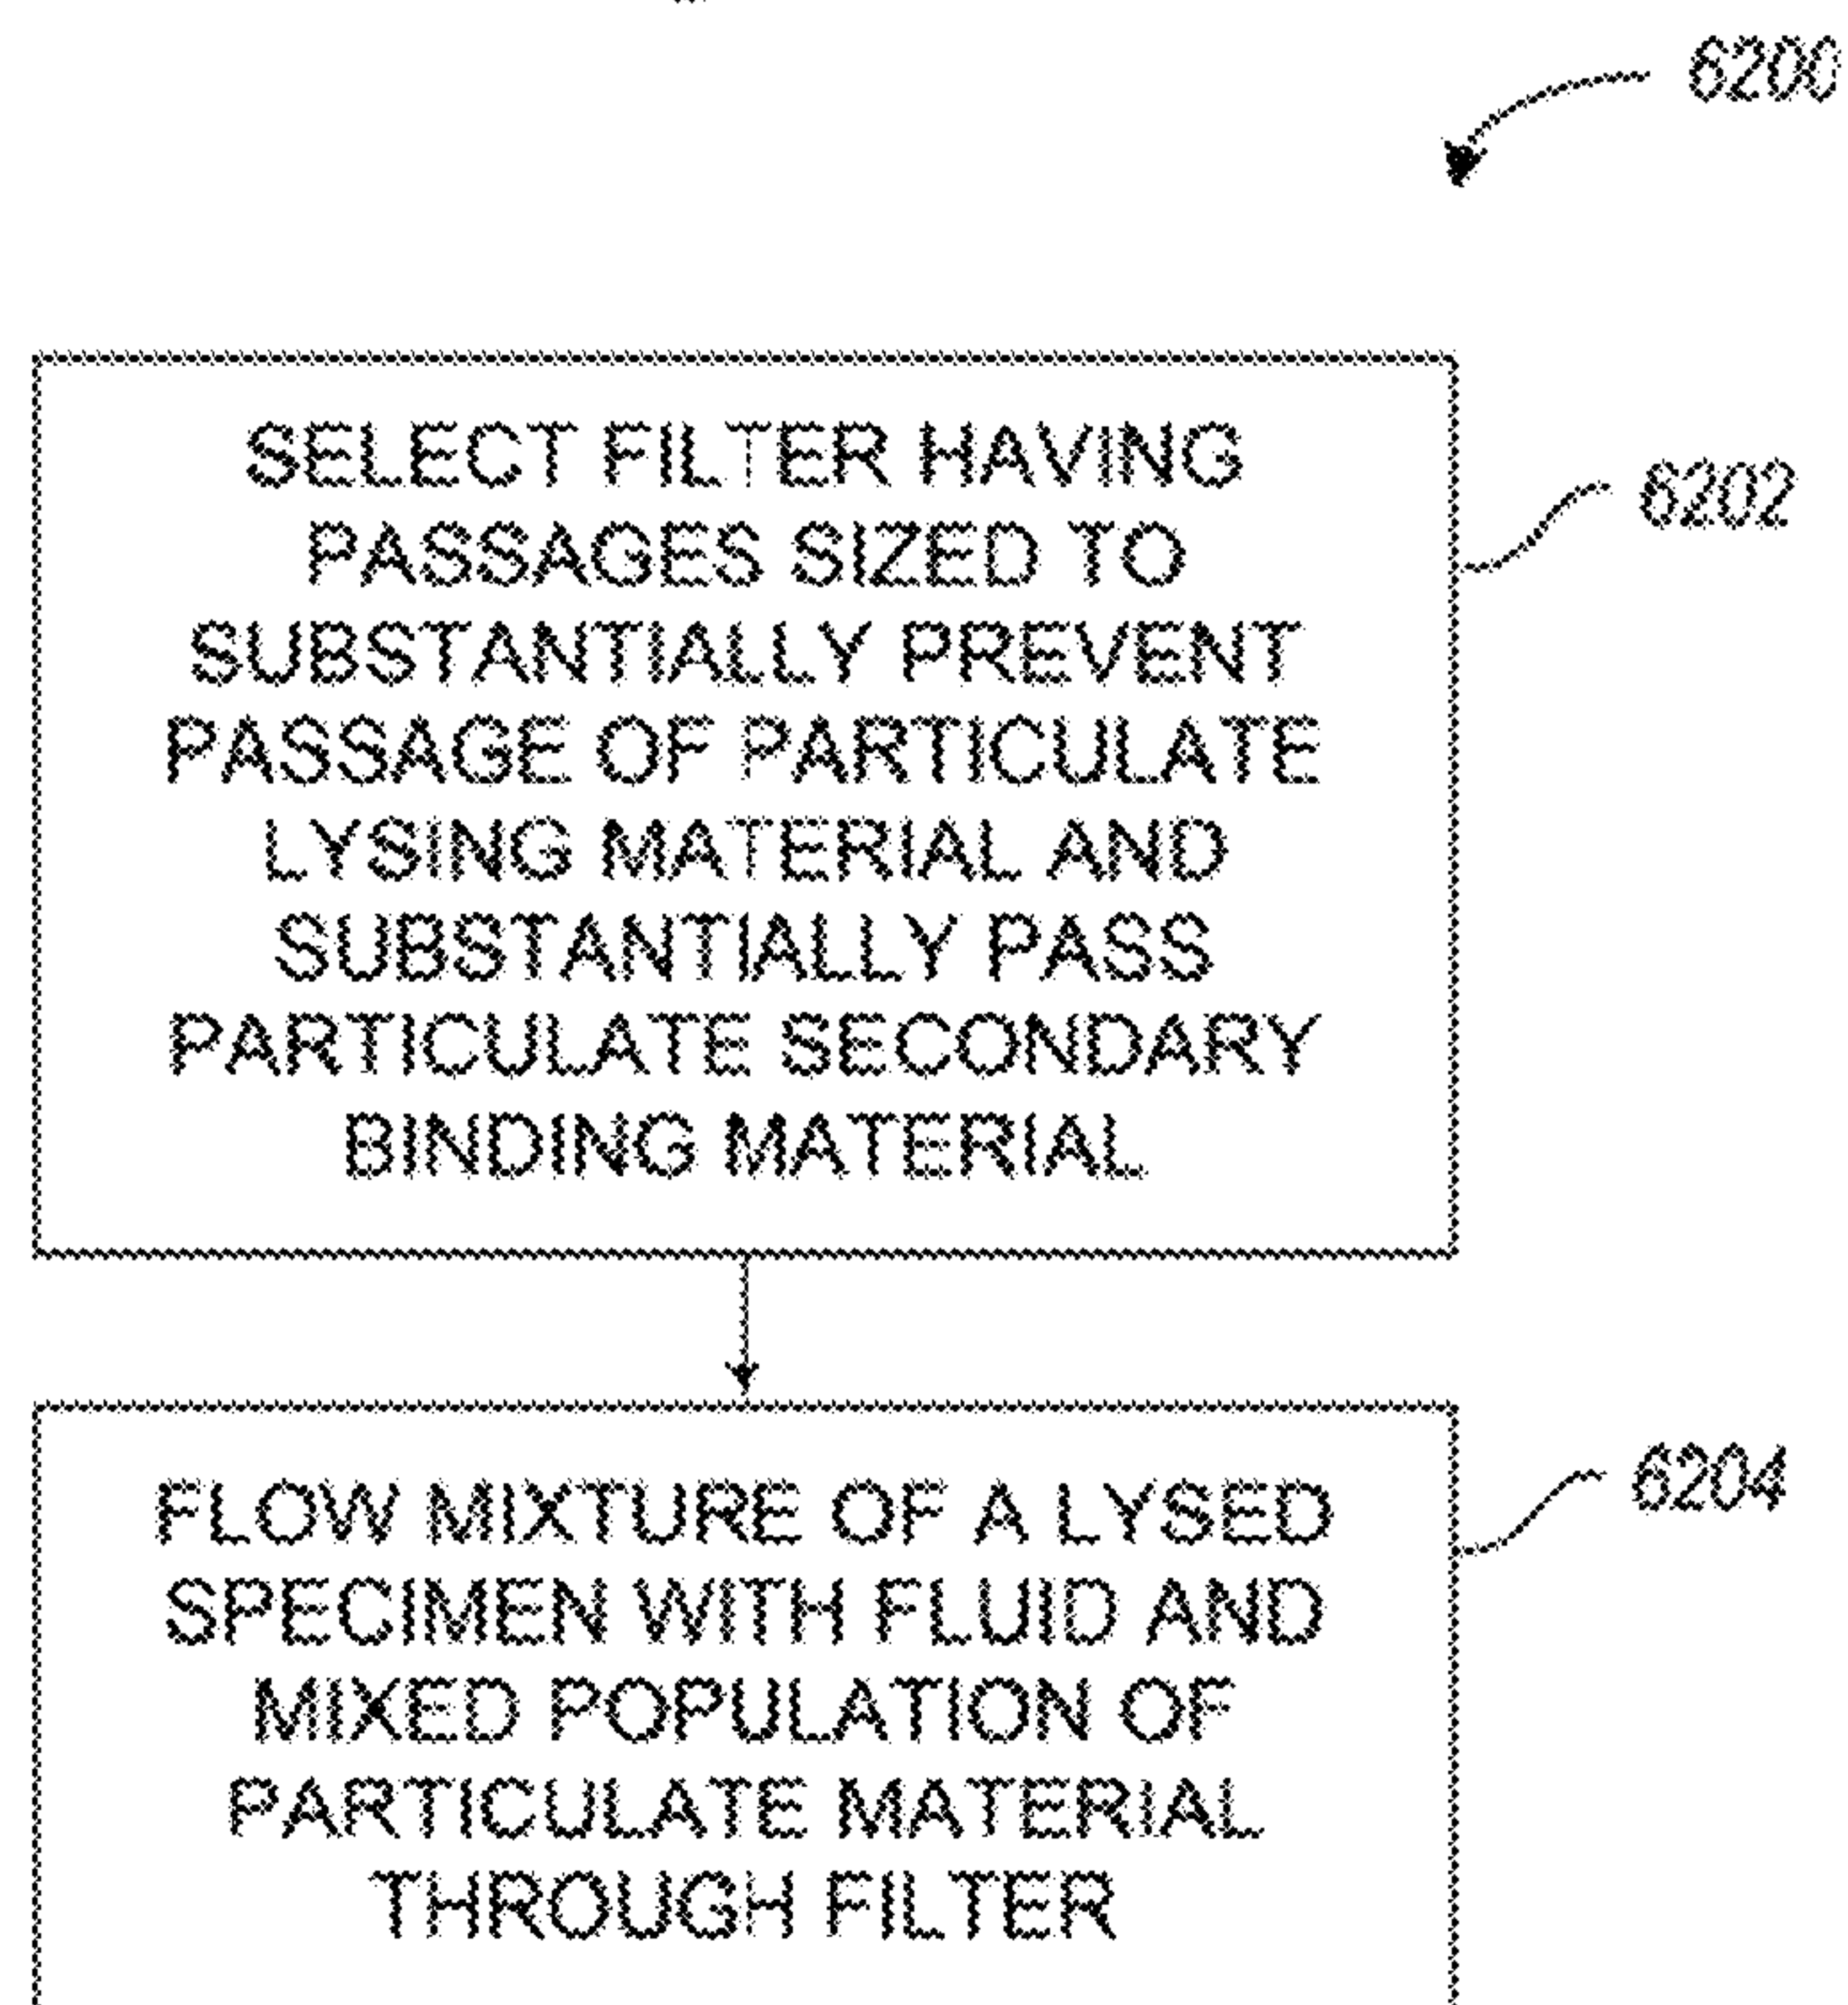 6200
SELECT FILTER HAVING
PASSAGES SIZED TO
SUBSTANTIALLY PREVENT
PASSAGE OF PARTICULATE
LYSING MATERIAL AND
SUBSTANTIALLY PASS
PARTICULATE SECONDARY
BINDING MATERIAL
6202
FLOW MIXTURE OF A LYSED
SPECIMEN WITH FLUID AND
MIXED POPULATION OF
PARTICULATE MATERIAL
THROUGH FILTER
6204